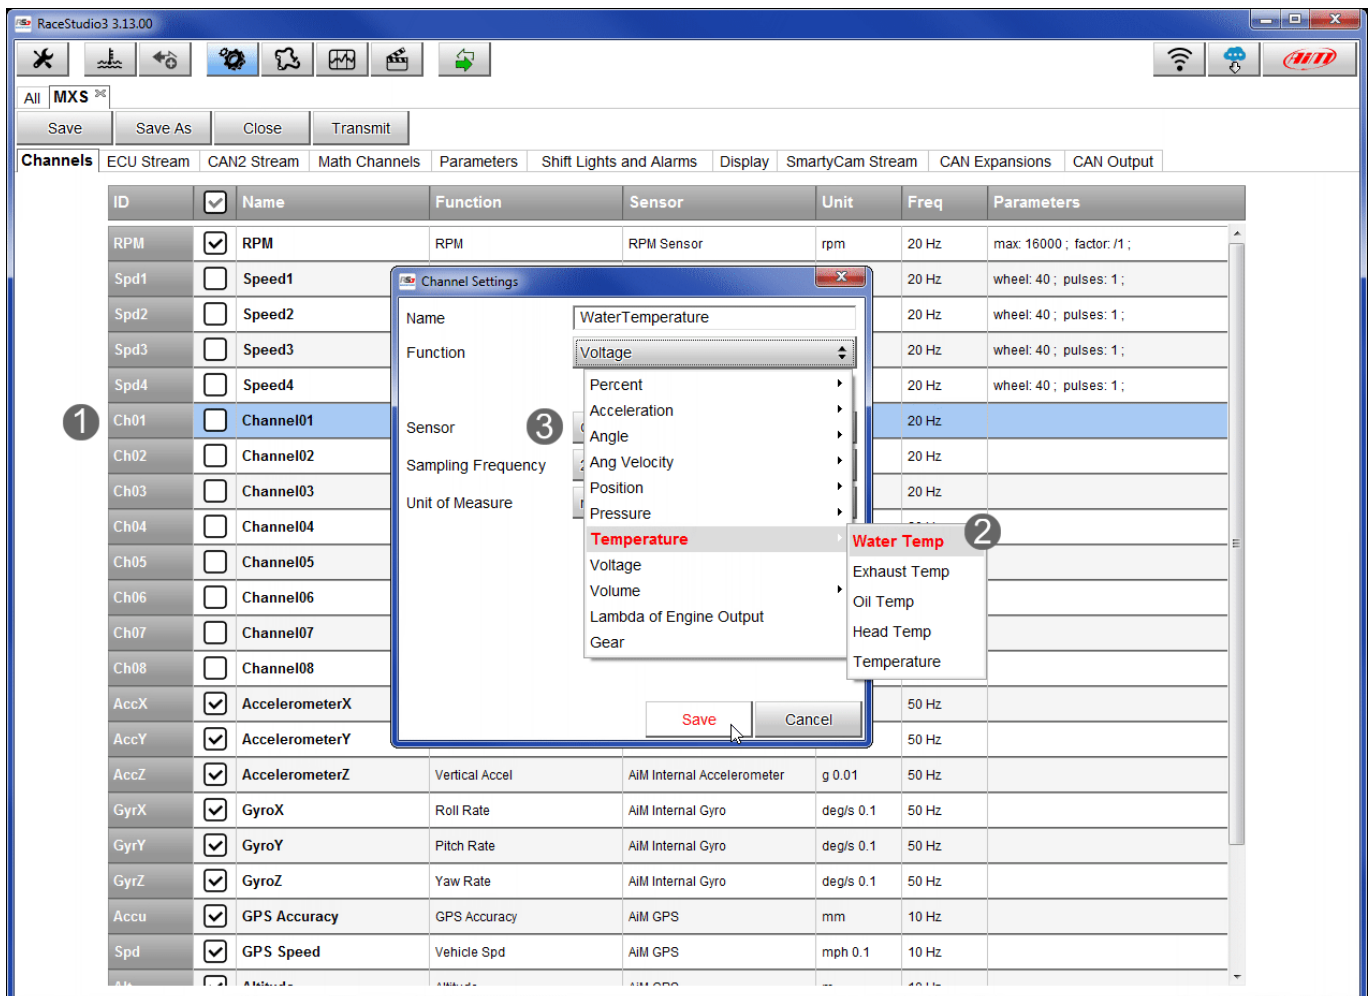 RaceStudio3 3.13.00
AiM
All MXS
Save Save As Close Transmit
Channels ECU Stream CAN2 Stream Math Channels Parameters Shift Lights and Alarms Display SmartyCam Stream CAN Expansions CAN Output
ID Name Function Sensor Unit Freq Parameters
RPM RPM RPM RPM Sensor rpm 20 Hz max: 16000 ; factor: /1 ;
Spd1 Speed1 20 Hz wheel: 40 ; pulses: 1 ;
Spd2 Speed2 20 Hz wheel: 40 ; pulses: 1 ;
Spd3 Speed3 20 Hz wheel: 40 ; pulses: 1 ;
Spd4 Speed4 20 Hz wheel: 40 ; pulses: 1 ;
1 Ch01 Channel01 20 Hz
Ch02 Channel02 20 Hz
Ch03 Channel03 20 Hz
Ch04 Channel04
Ch05 Channel05
Ch06 Channel06
Ch07 Channel07
Ch08 Channel08
AccX AccelerometerX 50 Hz
AccY AccelerometerY 50 Hz
AccZ AccelerometerZ Vertical Accel AiM Internal Accelerometer g 0.01 50 Hz
GyrX GyroX Roll Rate AiM Internal Gyro deg/s 0.1 50 Hz
GyrY GyroY Pitch Rate AiM Internal Gyro deg/s 0.1 50 Hz
GyrZ GyroZ Yaw Rate AiM Internal Gyro deg/s 0.1 50 Hz
Accu GPS Accuracy GPS Accuracy AiM GPS mm 10 Hz
Spd GPS Speed Vehicle Spd AiM GPS mph 0.1 10 Hz
Channel Settings
Name WaterTemperature
Function Voltage
Sensor 3
Sampling Frequency
Unit of Measure
Percent
Acceleration
Angle
Ang Velocity
Position
Pressure
Temperature
Voltage
Volume
Lambda of Engine Output
Gear
Water Temp 2
Exhaust Temp
Oil Temp
Head Temp
Temperature
Save Cancel